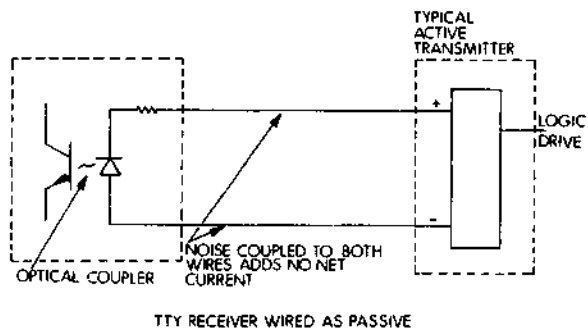 TYPICAL
ACTIVE
TRANSMITTER
+
LOGIC
DRIVE
-
OPTICAL COUPLER
NOISE COUPLED TO BOTH
WIRES ADDS NO NET
CURRENT
TTY RECEIVER WIRED AS PASSIVE